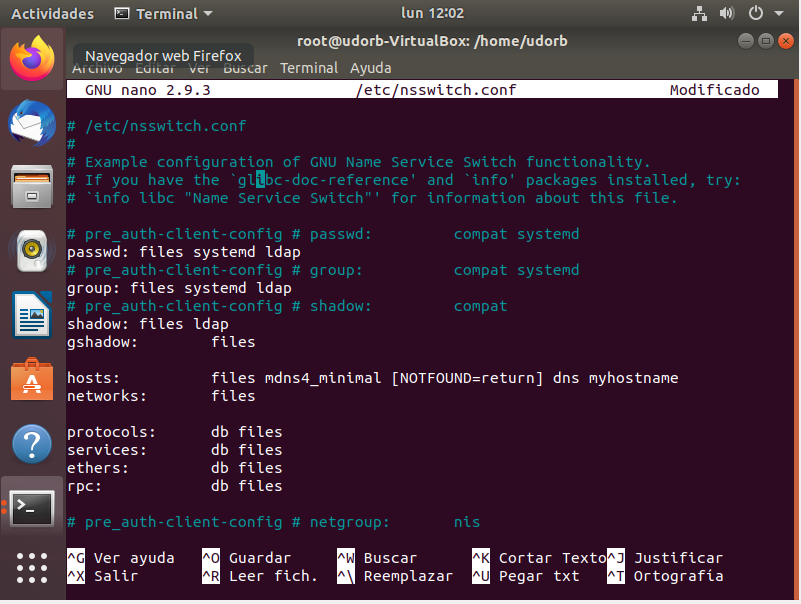 Actividades Terminal lun 12:02
root@udorb-VirtualBox: /home/udorb
Navegador web Firefox
Archivo Editar Ver Buscar Terminal Ayuda
GNU nano 2.9.3 /etc/nsswitch.conf Modificado
# /etc/nsswitch.conf
#
# Example configuration of GNU Name Service Switch functionality.
# If you have the `glibc-doc-reference' and `info' packages installed, try:
# `info libc "Name Service Switch"' for information about this file.
# pre_auth-client-config # passwd: compat systemd
passwd: files systemd ldap
# pre_auth-client-config # group: compat systemd
group: files systemd ldap
# pre_auth-client-config # shadow: compat
shadow: files ldap
gshadow: files
hosts: files mdns4_minimal [NOTFOUND=return] dns myhostname
networks: files
protocols: db files
services: db files
ethers: db files
rpc: db files
# pre_auth-client-config # netgroup: nis
^G Ver ayuda ^O Guardar ^W Buscar ^K Cortar Texto ^J Justificar
^X Salir ^R Leer fich. ^\ Reemplazar ^U Pegar txt ^T Ortografía